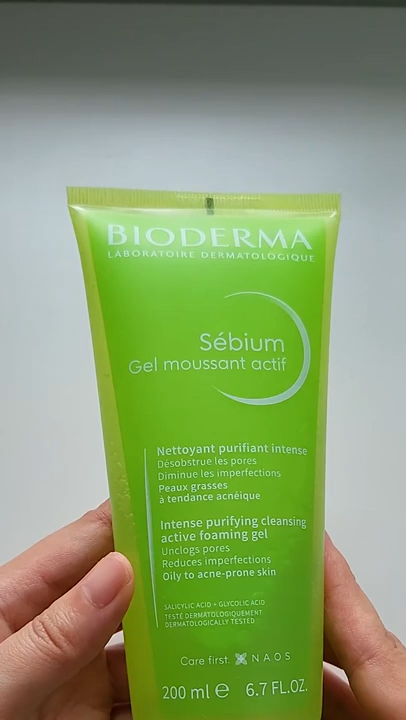 BIODERMA
LABORATOIRE DERMATOLOGIQUE
Sébium
Gel moussant actif
Nettoyant purifiant intense
Désobstrue les pores
Diminue les imperfections
Peaux grasses
à tendance acnéique
Intense purifying cleansing
active foaming gel
Unclogs pores
Reduces imperfections
Oily to acne-prone skin
SALICYLIC ACID + GLYCOLIC ACID
TESTÉ DERMATOLOGIQUEMENT
DERMATOLOGICALLY TESTED
Care first. NAOS
200 ml ℮ 6.7 FL.OZ.